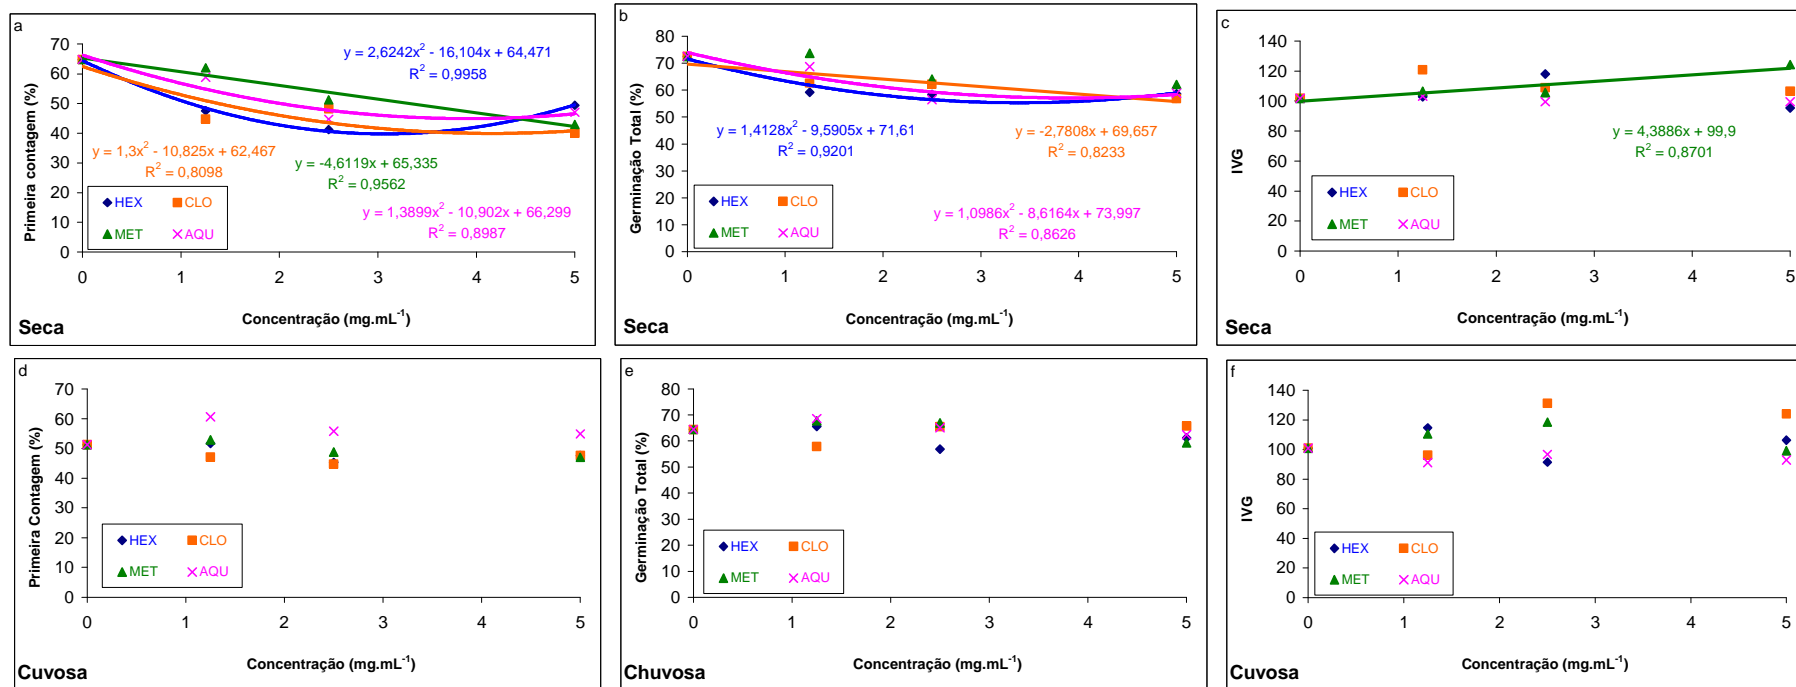 a
Primeira contagem (%)
70
60
50
40
30
20
10
0
y = 2,6242x² - 16,104x + 64,471
R² = 0,9958
y = 1,3x² - 10,825x + 62,467
R² = 0,8098
y = -4,6119x + 65,335
R² = 0,9562
y = 1,3899x² - 10,902x + 66,299
R² = 0,8987
HEX CLO
MET AQU
0 1 2 3 4 5
Concentração (mg.mL⁻¹)
Seca
b
Germinação Total (%)
80
70
60
50
40
30
20
10
0
y = 1,4128x² - 9,5905x + 71,61
R² = 0,9201
y = -2,7808x + 69,657
R² = 0,8233
y = 1,0986x² - 8,6164x + 73,997
R² = 0,8626
HEX CLO
MET AQU
0 1 2 3 4 5
Concentração (mg.mL⁻¹)
Seca
c
IVG
140
120
100
80
60
40
20
0
y = 4,3886x + 99,9
R² = 0,8701
HEX CLO
MET AQU
0 1 2 3 4 5
Concentração (mg.mL⁻¹)
Seca
d
Primeira Contagem (%)
70
60
50
40
30
20
10
0
HEX CLO
MET AQU
0 1 2 3 4 5
Concentração (mg.mL⁻¹)
Cuvosa
e
Germinação Total (%)
80
70
60
50
40
30
20
10
0
HEX CLO
MET AQU
0 1 2 3 4 5
Concentração (mg.mL⁻¹)
Chuvosa
f
IVG
140
120
100
80
60
40
20
0
HEX CLO
MET AQU
0 1 2 3 4 5
Concentração (mg.mL⁻¹)
Cuvosa